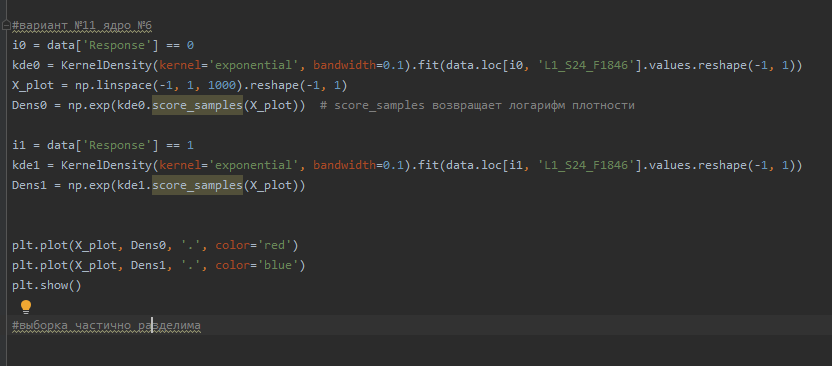 #вариант №11 ядро №6
i0 = data['Response'] == 0
kde0 = KernelDensity(kernel='exponential', bandwidth=0.1).fit(data.loc[i0, 'L1_S24_F1846'].values.reshape(-1, 1))
X_plot = np.linspace(-1, 1, 1000).reshape(-1, 1)
Dens0 = np.exp(kde0.score_samples(X_plot))  # score_samples возвращает логарифм плотности
i1 = data['Response'] == 1
kde1 = KernelDensity(kernel='exponential', bandwidth=0.1).fit(data.loc[i1, 'L1_S24_F1846'].values.reshape(-1, 1))
Dens1 = np.exp(kde1.score_samples(X_plot))
plt.plot(X_plot, Dens0, '.', color='red')
plt.plot(X_plot, Dens1, '.', color='blue')
plt.show()
#выборка частично разделима